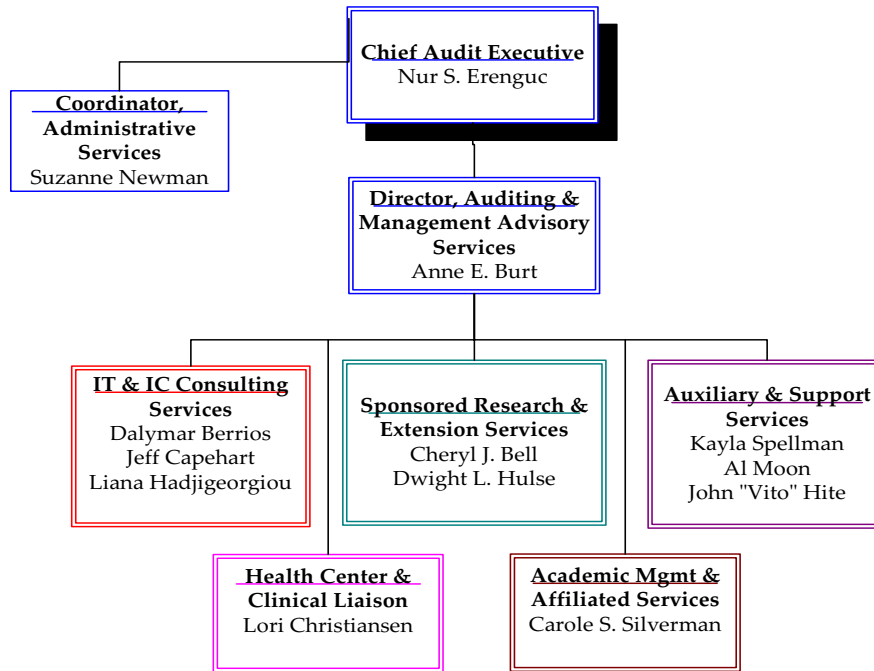 Chief Audit Executive
Nur S. Erenguc
Coordinator,
Administrative
Services
Suzanne Newman
Director, Auditing &
Management Advisory
Services
Anne E. Burt
IT & IC Consulting
Services
Dalymar Berrios
Jeff Capehart
Liana Hadjigeorgiou
Sponsored Research &
Extension Services
Cheryl J. Bell
Dwight L. Hulse
Auxiliary & Support
Services
Kayla Spellman
Al Moon
John "Vito" Hite
Health Center &
Clinical Liaison
Lori Christiansen
Academic Mgmt &
Affiliated Services
Carole S. Silverman